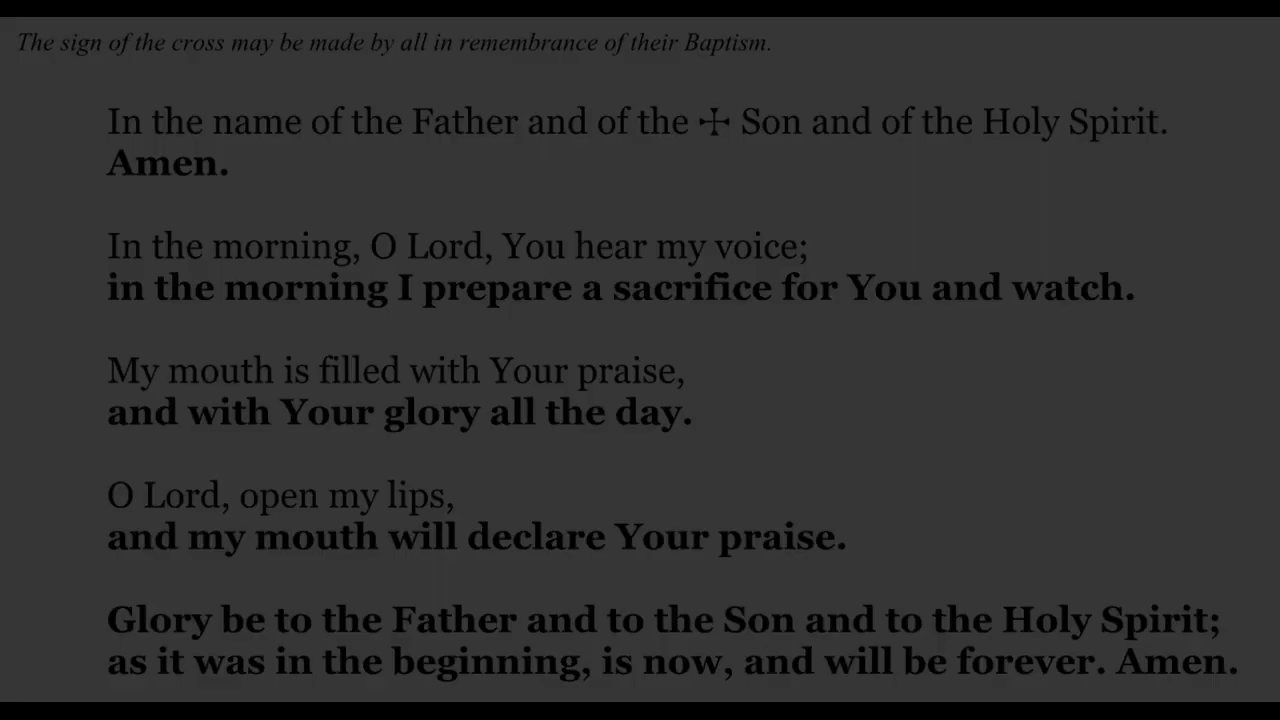 The sign of the cross may be made by all in remembrance of their Baptism.
In the name of the Father and of the ☩ Son and of the Holy Spirit.
Amen.
In the morning, O Lord, You hear my voice;
in the morning I prepare a sacrifice for You and watch.
My mouth is filled with Your praise,
and with Your glory all the day.
O Lord, open my lips,
and my mouth will declare Your praise.
Glory be to the Father and to the Son and to the Holy Spirit;
as it was in the beginning, is now, and will be forever. Amen.